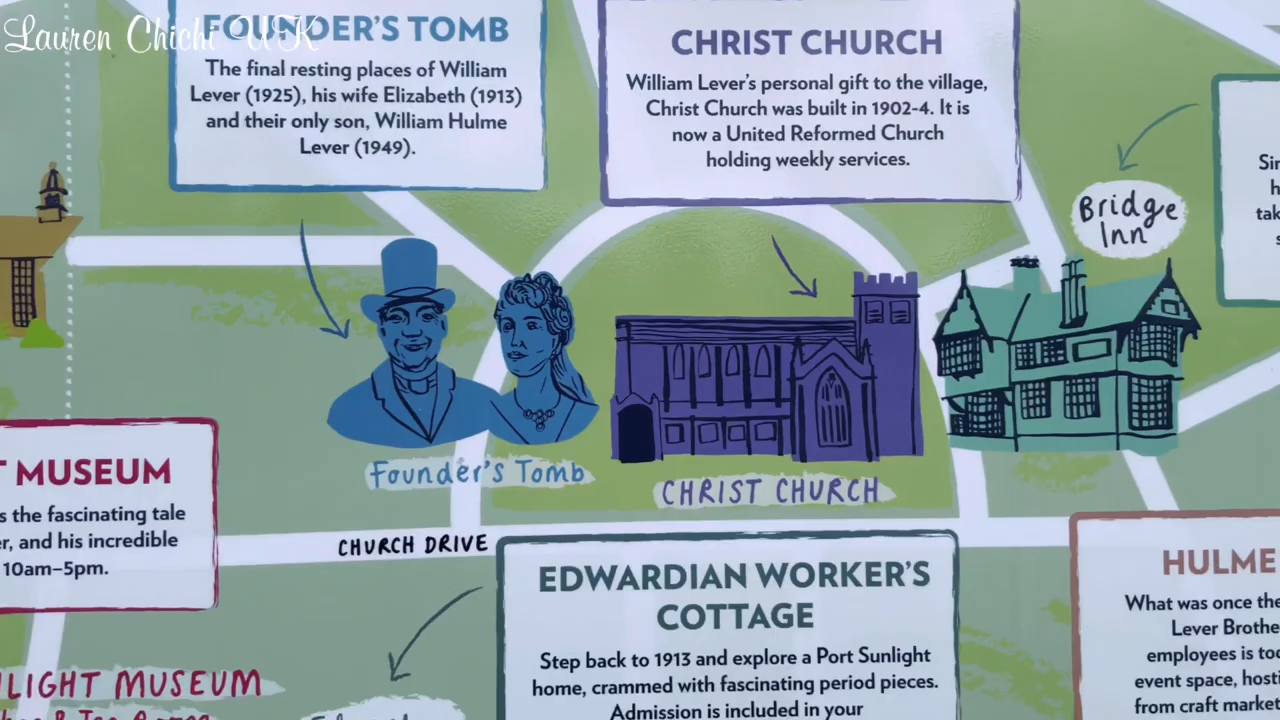 Lauren Chichi UK
FOUNDER'S TOMB
The final resting places of William
Lever (1925), his wife Elizabeth (1913)
and their only son, William Hulme
Lever (1949).
CHRIST CHURCH
William Lever's personal gift to the village,
Christ Church was built in 1902-4. It is
now a United Reformed Church
holding weekly services.
Bridge
Inn
Founder's Tomb
CHRIST CHURCH
CHURCH DRIVE
T MUSEUM
s the fascinating tale
er, and his incredible
10am–5pm.
EDWARDIAN WORKER'S
COTTAGE
Step back to 1913 and explore a Port Sunlight
home, crammed with fascinating period pieces.
Admission is included in your
HULME
What was once the
Lever Brothe
employees is too
event space, hosti
from craft market
NLIGHT MUSEUM